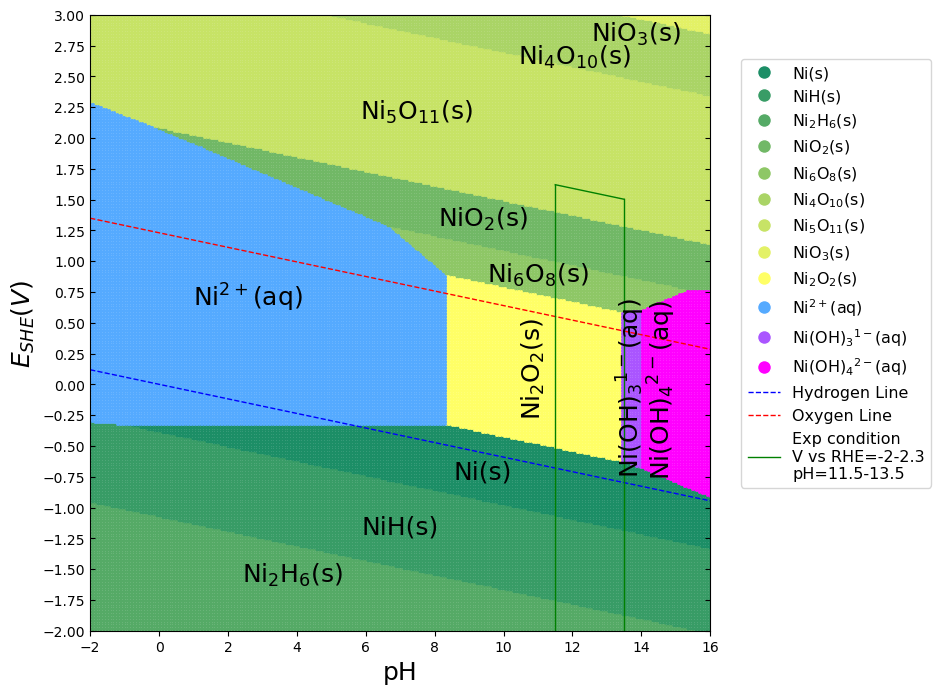 3.00
2.75
2.50
2.25
2.00
1.75
1.50
1.25
1.00
0.75
0.50
0.25
0.00
−0.25
−0.50
−0.75
−1.00
−1.25
−1.50
−1.75
−2.00
E_{SHE}(V)
−2 0 2 4 6 8 10 12 14 16
pH
NiO₃(s)
Ni₄O₁₀(s)
Ni₅O₁₁(s)
NiO₂(s)
Ni₆O₈(s)
Ni²⁺(aq)
Ni₂O₂(s)
Ni(OH)₃¹⁻(aq)
Ni(OH)₄²⁻(aq)
Ni(s)
NiH(s)
Ni₂H₆(s)
Ni(s)
NiH(s)
Ni₂H₆(s)
NiO₂(s)
Ni₆O₈(s)
Ni₄O₁₀(s)
Ni₅O₁₁(s)
NiO₃(s)
Ni₂O₂(s)
Ni²⁺(aq)
Ni(OH)₃¹⁻(aq)
Ni(OH)₄²⁻(aq)
Hydrogen Line
Oxygen Line
Exp condition
V vs RHE=-2-2.3
pH=11.5-13.5